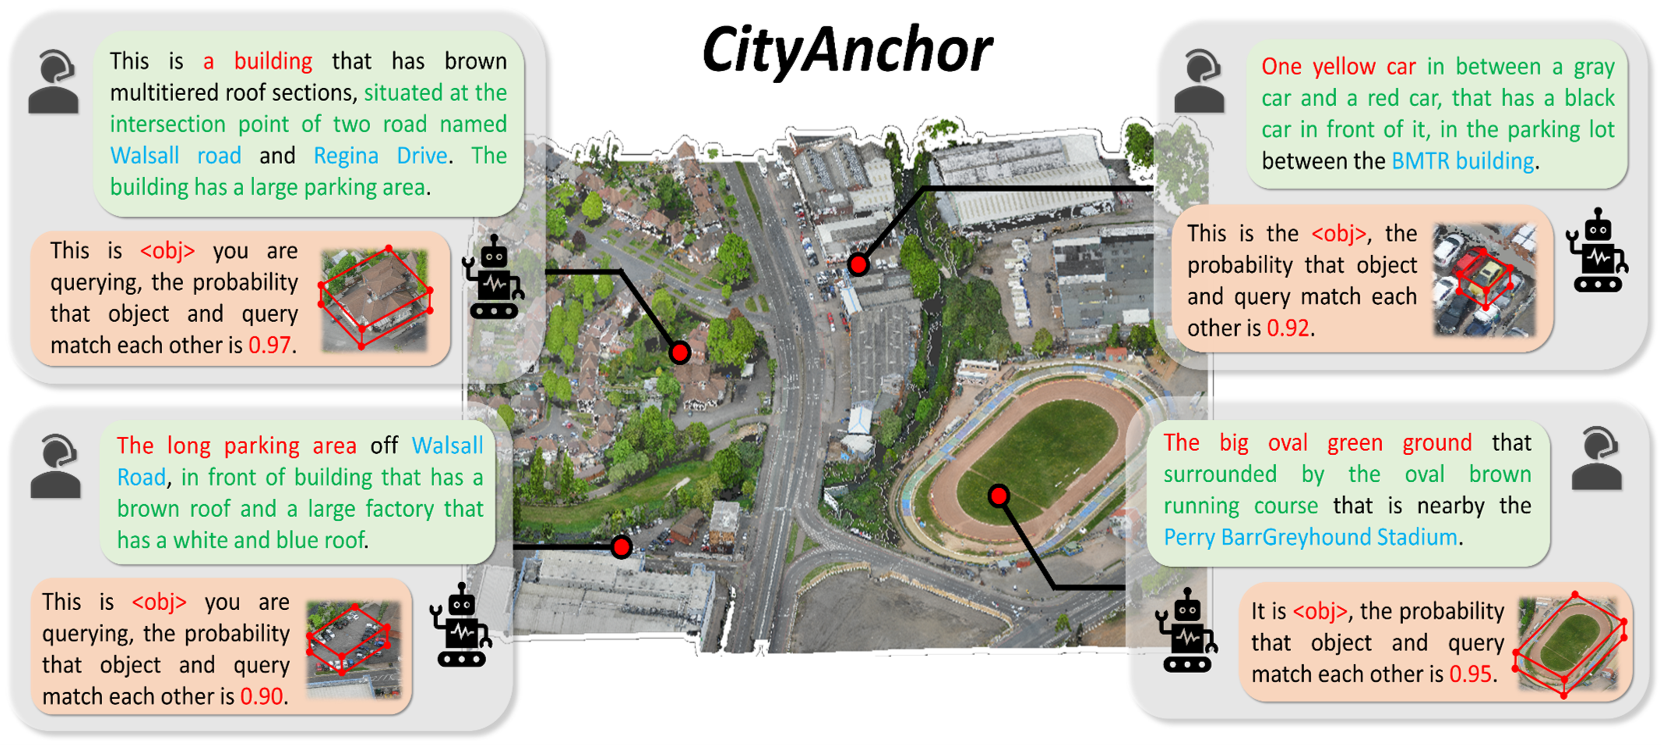 CityAnchor
This is a building that has brown
multitiered roof sections, situated at the
intersection point of two road named
Walsall road and Regina Drive. The
building has a large parking area.
This is <obj> you are
querying, the probability
that object and query
match each other is 0.97.
One yellow car in between a gray
car and a red car, that has a black
car in front of it, in the parking lot
between the BMTR building.
This is the <obj>, the
probability that object
and query match each
other is 0.92.
The long parking area off Walsall
Road, in front of building that has a
brown roof and a large factory that
has a white and blue roof.
This is <obj> you are
querying, the probability
that object and query
match each other is 0.90.
The big oval green ground that
surrounded by the oval brown
running course that is nearby the
Perry BarrGreyhound Stadium.
It is <obj>, the probability
that object and query
match each other is 0.95.